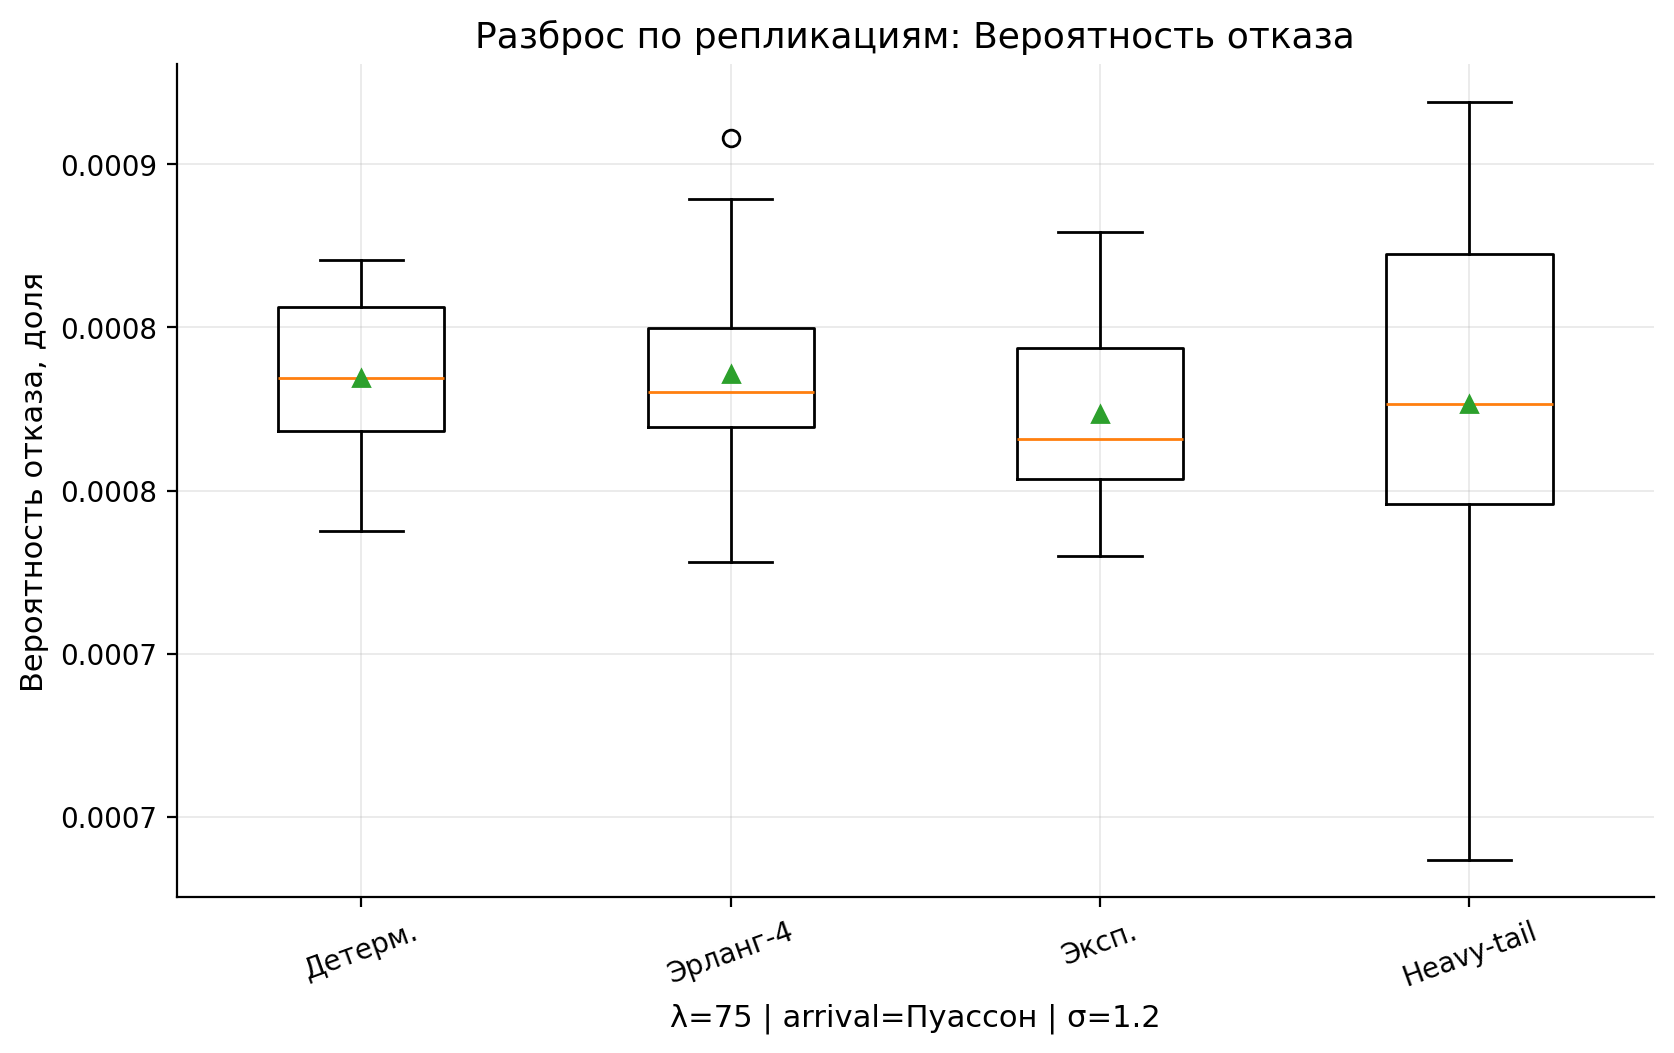 Разброс по репликациям: Вероятность отказа
Вероятность отказа, доля
0.0009
0.0008
0.0008
0.0007
0.0007
Детерм.
Эрланг-4
Эксп.
Heavy-tail
λ=75 | arrival=Пуассон | σ=1.2